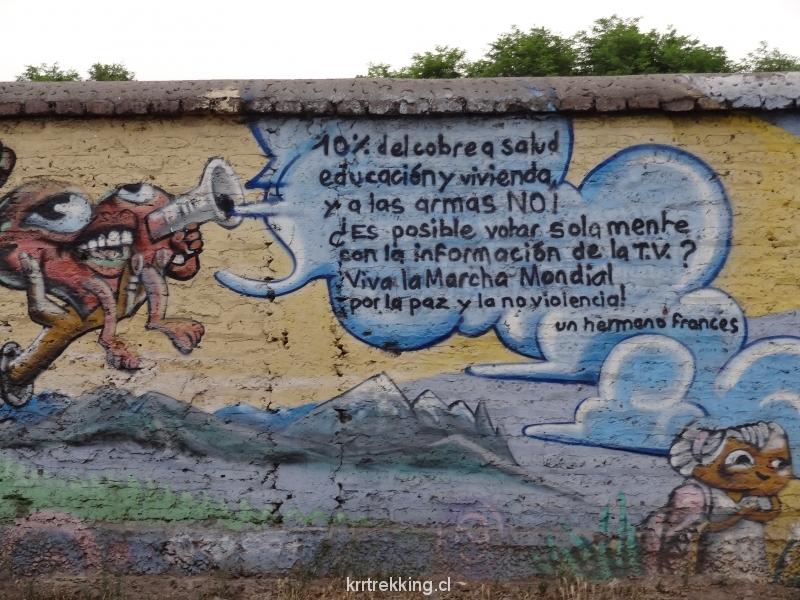 10% del cobre a salud
educación y vivienda
y a las armas NO!
¿Es posible votar solamente
con la información de la T.V.?
Viva la Marcha Mondial
por la paz y la no violencia!
un hermano frances
krrtrekking.cl